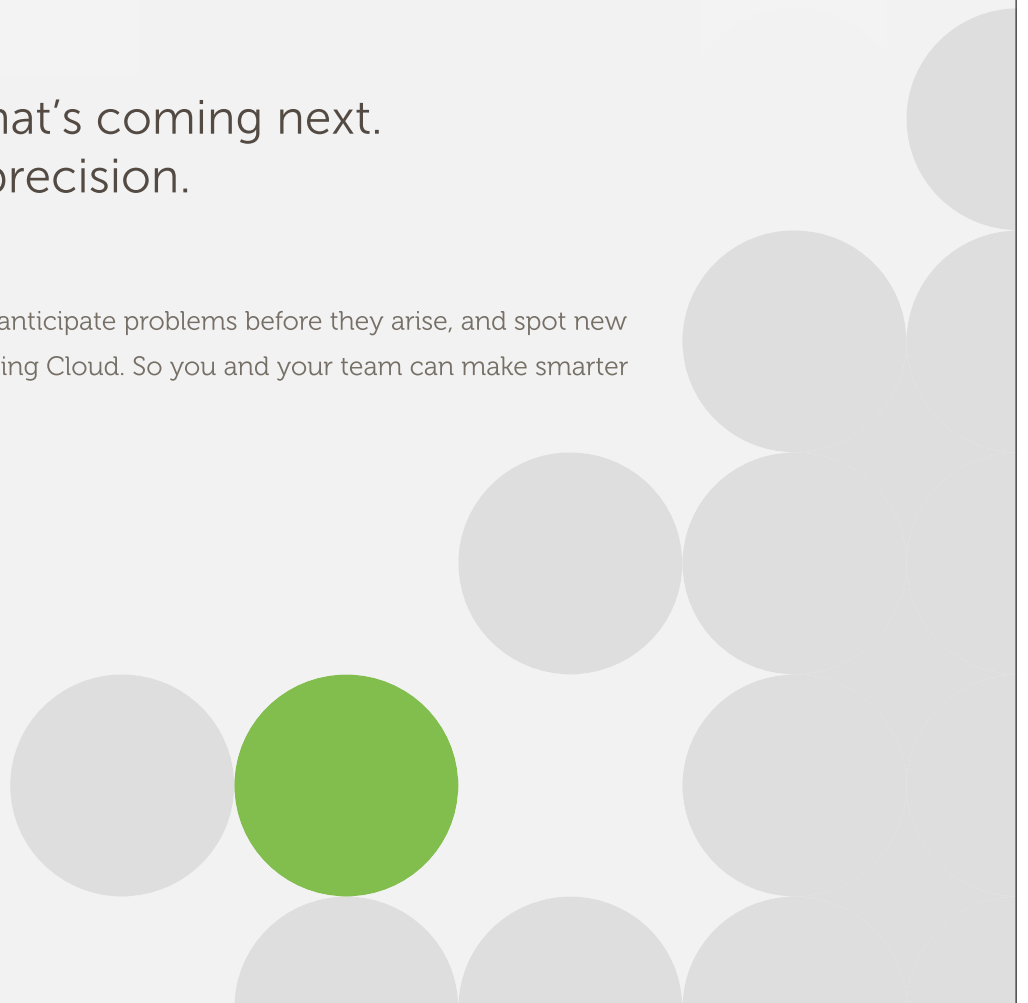 hat’s coming next.
precision.
anticipate problems before they arise, and spot new
ing Cloud. So you and your team can make smarter